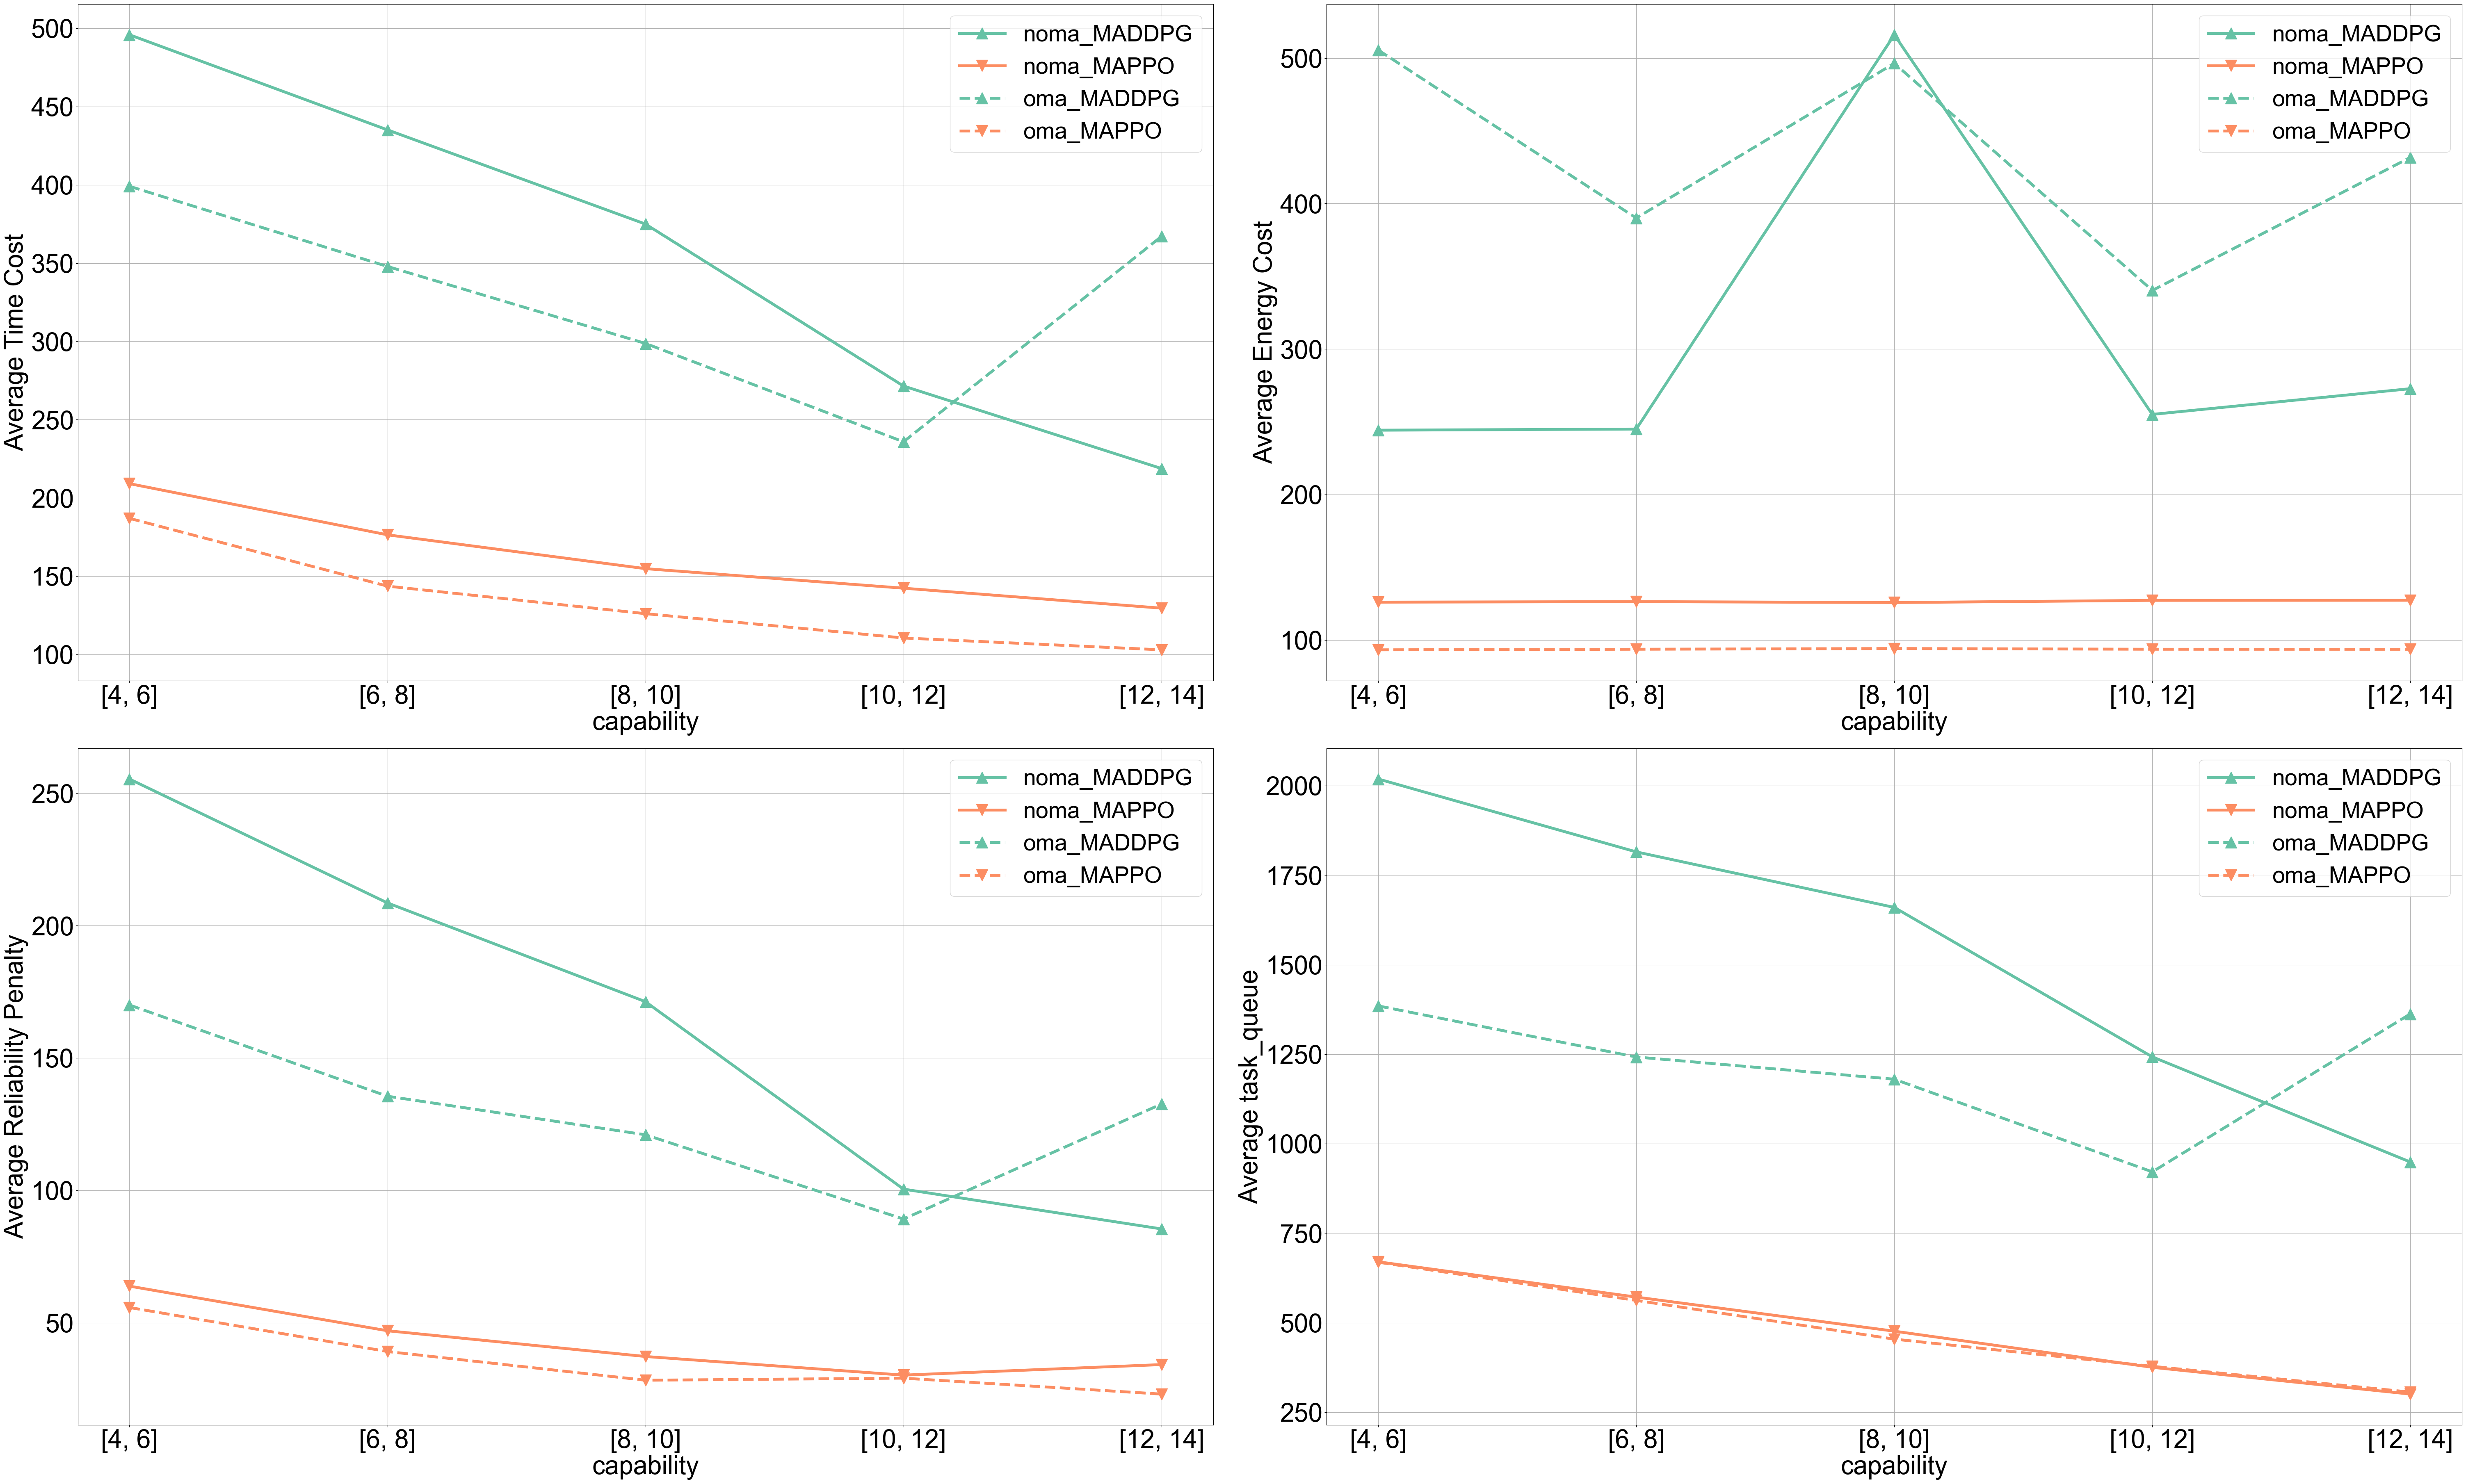 500
450
400
350
300
250
200
150
100
Average Time Cost
noma_MADDPG
noma_MAPPO
oma_MADDPG
oma_MAPPO
[4, 6] [6, 8] [8, 10] [10, 12] [12, 14]
capability
500
400
300
200
100
Average Energy Cost
noma_MADDPG
noma_MAPPO
oma_MADDPG
oma_MAPPO
[4, 6] [6, 8] [8, 10] [10, 12] [12, 14]
capability
250
200
150
100
50
Average Reliability Penalty
noma_MADDPG
noma_MAPPO
oma_MADDPG
oma_MAPPO
[4, 6] [6, 8] [8, 10] [10, 12] [12, 14]
capability
2000
1750
1500
1250
1000
750
500
250
Average task_queue
noma_MADDPG
noma_MAPPO
oma_MADDPG
oma_MAPPO
[4, 6] [6, 8] [8, 10] [10, 12] [12, 14]
capability